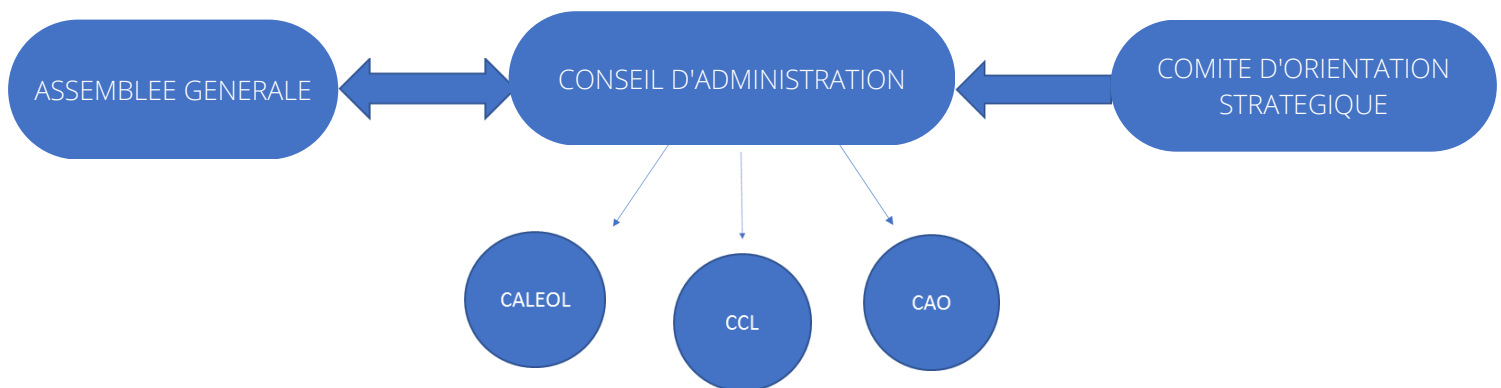 ASSEMBLEE GENERALE
CONSEIL D'ADMINISTRATION
COMITE D'ORIENTATION
STRATEGIQUE
CALEOL
CCL
CAO